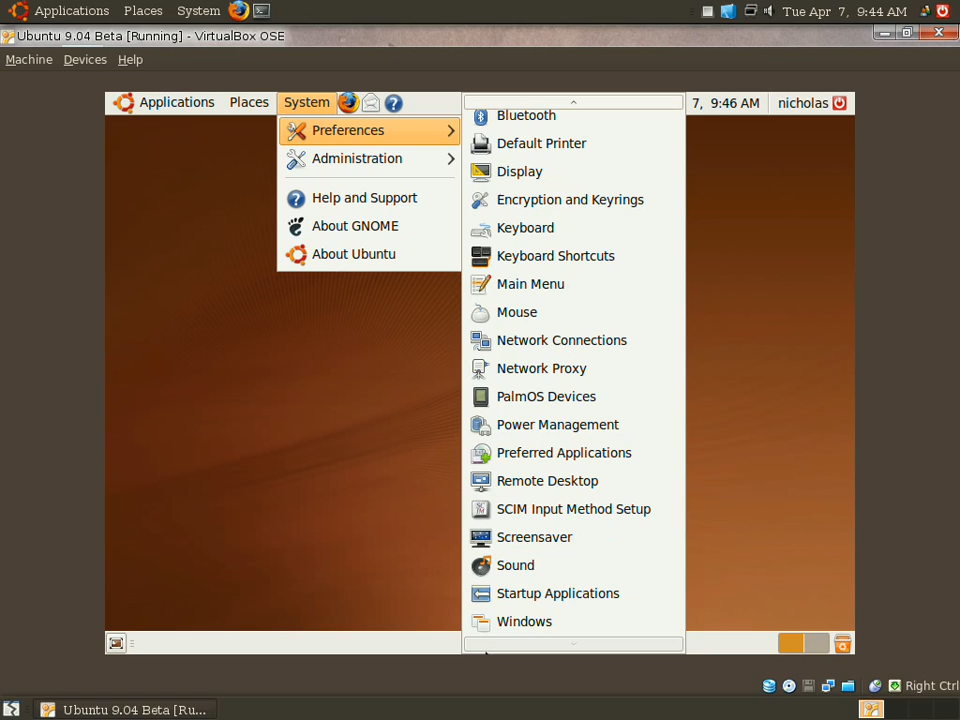 Applications Places System Tue Apr 7, 9:44 AM
Ubuntu 9.04 Beta [Running] - VirtualBox OSE
Machine Devices Help
Applications Places System 7, 9:46 AM nicholas
Preferences
Administration
Help and Support
About GNOME
About Ubuntu
Bluetooth
Default Printer
Display
Encryption and Keyrings
Keyboard
Keyboard Shortcuts
Main Menu
Mouse
Network Connections
Network Proxy
PalmOS Devices
Power Management
Preferred Applications
Remote Desktop
SCIM Input Method Setup
Screensaver
Sound
Startup Applications
Windows
Right Ctrl
Ubuntu 9.04 Beta [Ru...